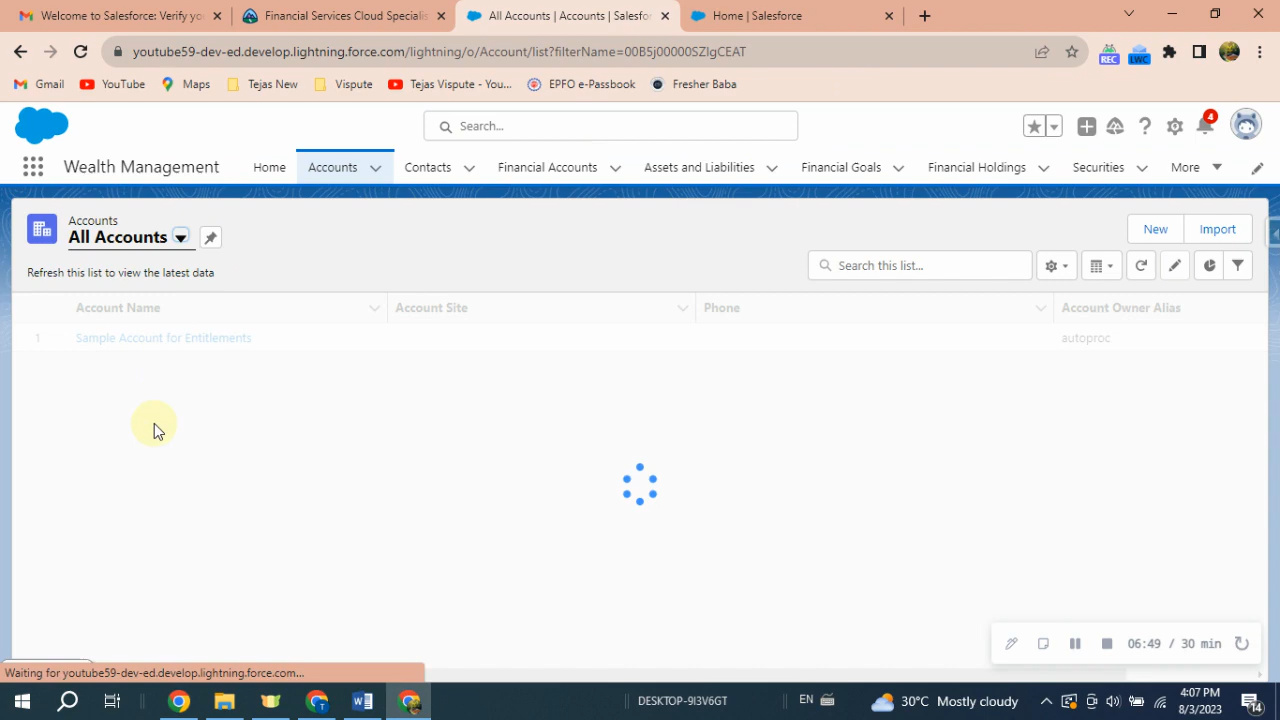 Welcome to Salesforce: Verify yo
Financial Services Cloud Specialis
All Accounts | Accounts | Salesfo
Home | Salesforce
youtube59-dev-ed.develop.lightning.force.com/lightning/o/Account/list?filterName=00B5j00000SZIgCEAT
REC
LWC
Gmail
YouTube
Maps
Tejas New
Vispute
Tejas Vispute - You...
EPFO e-Passbook
Fresher Baba
Search...
4
Wealth Management
Home
Accounts
Contacts
Financial Accounts
Assets and Liabilities
Financial Goals
Financial Holdings
Securities
More
Accounts
All Accounts
New
Import
Refresh this list to view the latest data
Search this list...
Account Name
Account Site
Phone
Account Owner Alias
1
Sample Account for Entitlements
autoproc
06:49 / 30 min
Waiting for youtube59-dev-ed.develop.lightning.force.com...
DESKTOP-9I3V6GT
EN
30°C Mostly cloudy
4:07 PM
8/3/2023
14